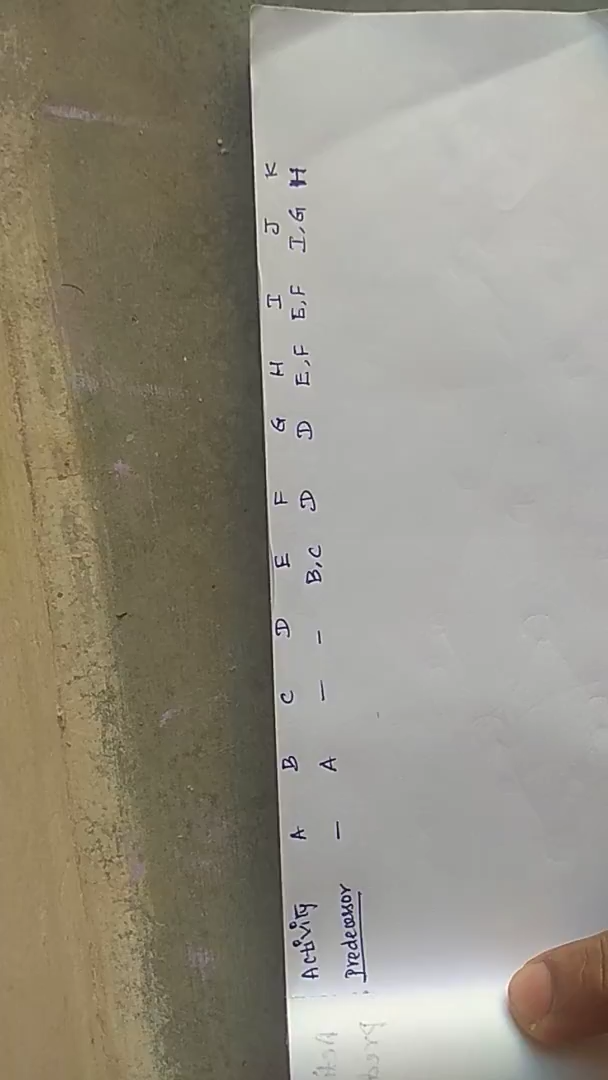 Activity A B C D E F G H I J K
Predecessor - A - - B,C D D E,F E,F I,G H